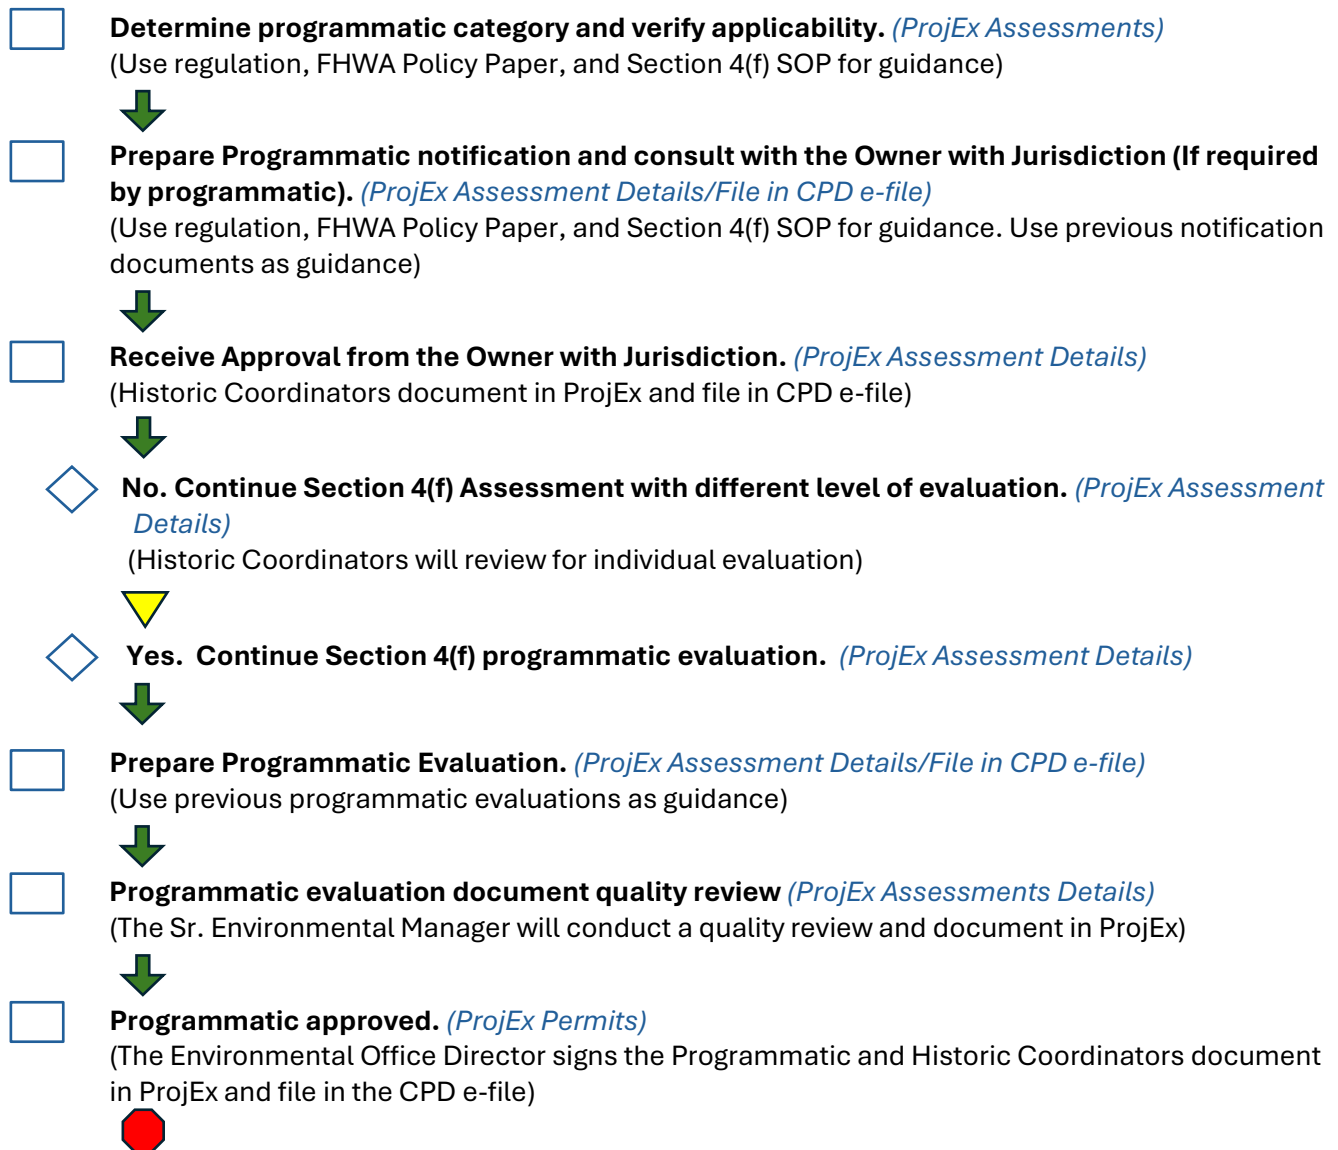 Determine programmatic category and verify applicability. (ProjEx Assessments)
(Use regulation, FHWA Policy Paper, and Section 4(f) SOP for guidance)
Prepare Programmatic notification and consult with the Owner with Jurisdiction (If required
by programmatic). (ProjEx Assessment Details/File in CPD e-file)
(Use regulation, FHWA Policy Paper, and Section 4(f) SOP for guidance. Use previous notification
documents as guidance)
Receive Approval from the Owner with Jurisdiction. (ProjEx Assessment Details)
(Historic Coordinators document in ProjEx and file in CPD e-file)
No. Continue Section 4(f) Assessment with different level of evaluation. (ProjEx Assessment
Details)
(Historic Coordinators will review for individual evaluation)
Yes. Continue Section 4(f) programmatic evaluation. (ProjEx Assessment Details)
Prepare Programmatic Evaluation. (ProjEx Assessment Details/File in CPD e-file)
(Use previous programmatic evaluations as guidance)
Programmatic evaluation document quality review (ProjEx Assessments Details)
(The Sr. Environmental Manager will conduct a quality review and document in ProjEx)
Programmatic approved. (ProjEx Permits)
(The Environmental Office Director signs the Programmatic and Historic Coordinators document
in ProjEx and file in the CPD e-file)